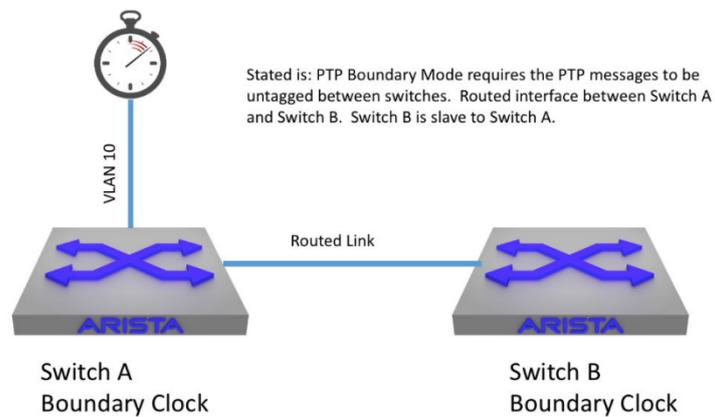 Stated is: PTP Boundary Mode requires the PTP messages to be
untagged between switches. Routed interface between Switch A
and Switch B. Switch B is slave to Switch A.
VLAN 10
Routed Link
ARISTA
ARISTA
Switch A
Boundary Clock
Switch B
Boundary Clock